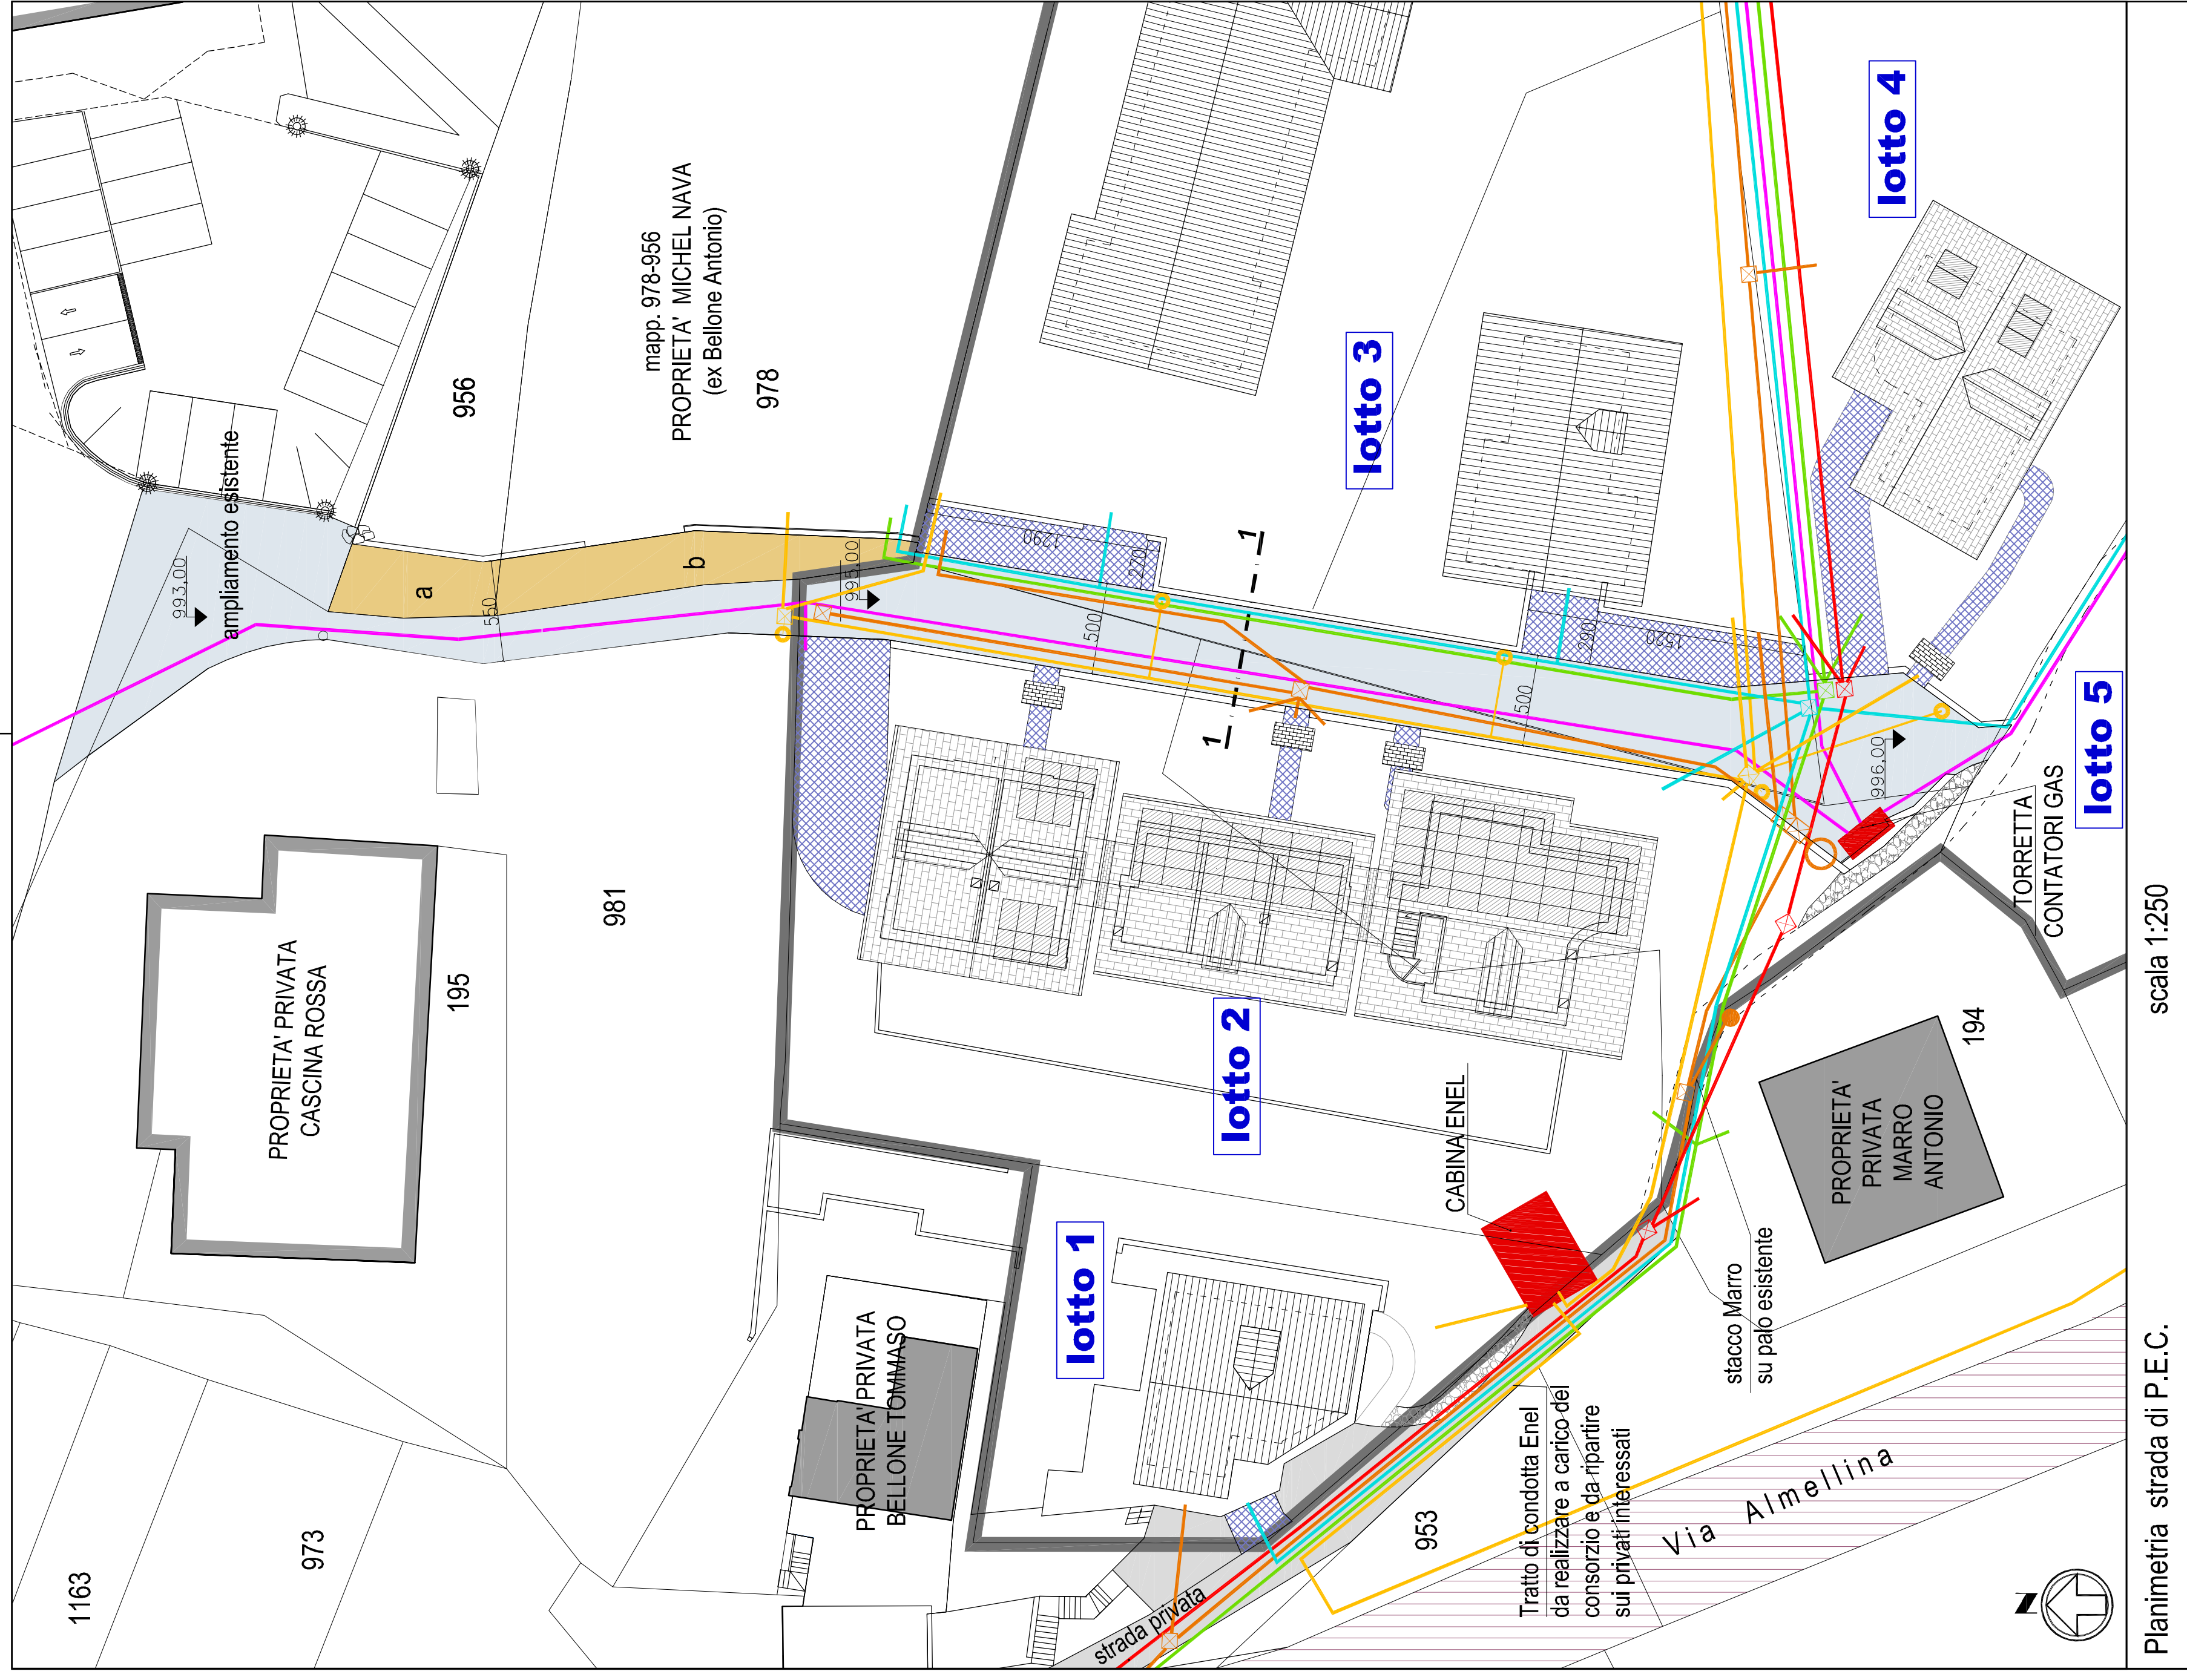 993,00
ampliamento esistente
a
b
550
956
mapp. 978-956
PROPRIETA' MICHEL NAVA
(ex Bellone Antonio)
978
995,00
1290
270
500
1
1
lotto 3
lotto 4
500
290
1520
996,00
lotto 5
TORRETTA
CONTATORI GAS
PROPRIETA' PRIVATA
CASCINA ROSSA
195
981
lotto 2
CABINA ENEL
194
PROPRIETA'
PRIVATA
MARRO
ANTONIO
lotto 1
PROPRIETA' PRIVATA
BELLONE TOMMASO
stacco Marro
su palo esistente
1163
973
953
strada privata
Tratto di condotta Enel
da realizzare a carico del
consorzio e da ripartire
sui privati interessati
Via Almellina
N
Planimetria strada di P.E.C.
scala 1:250